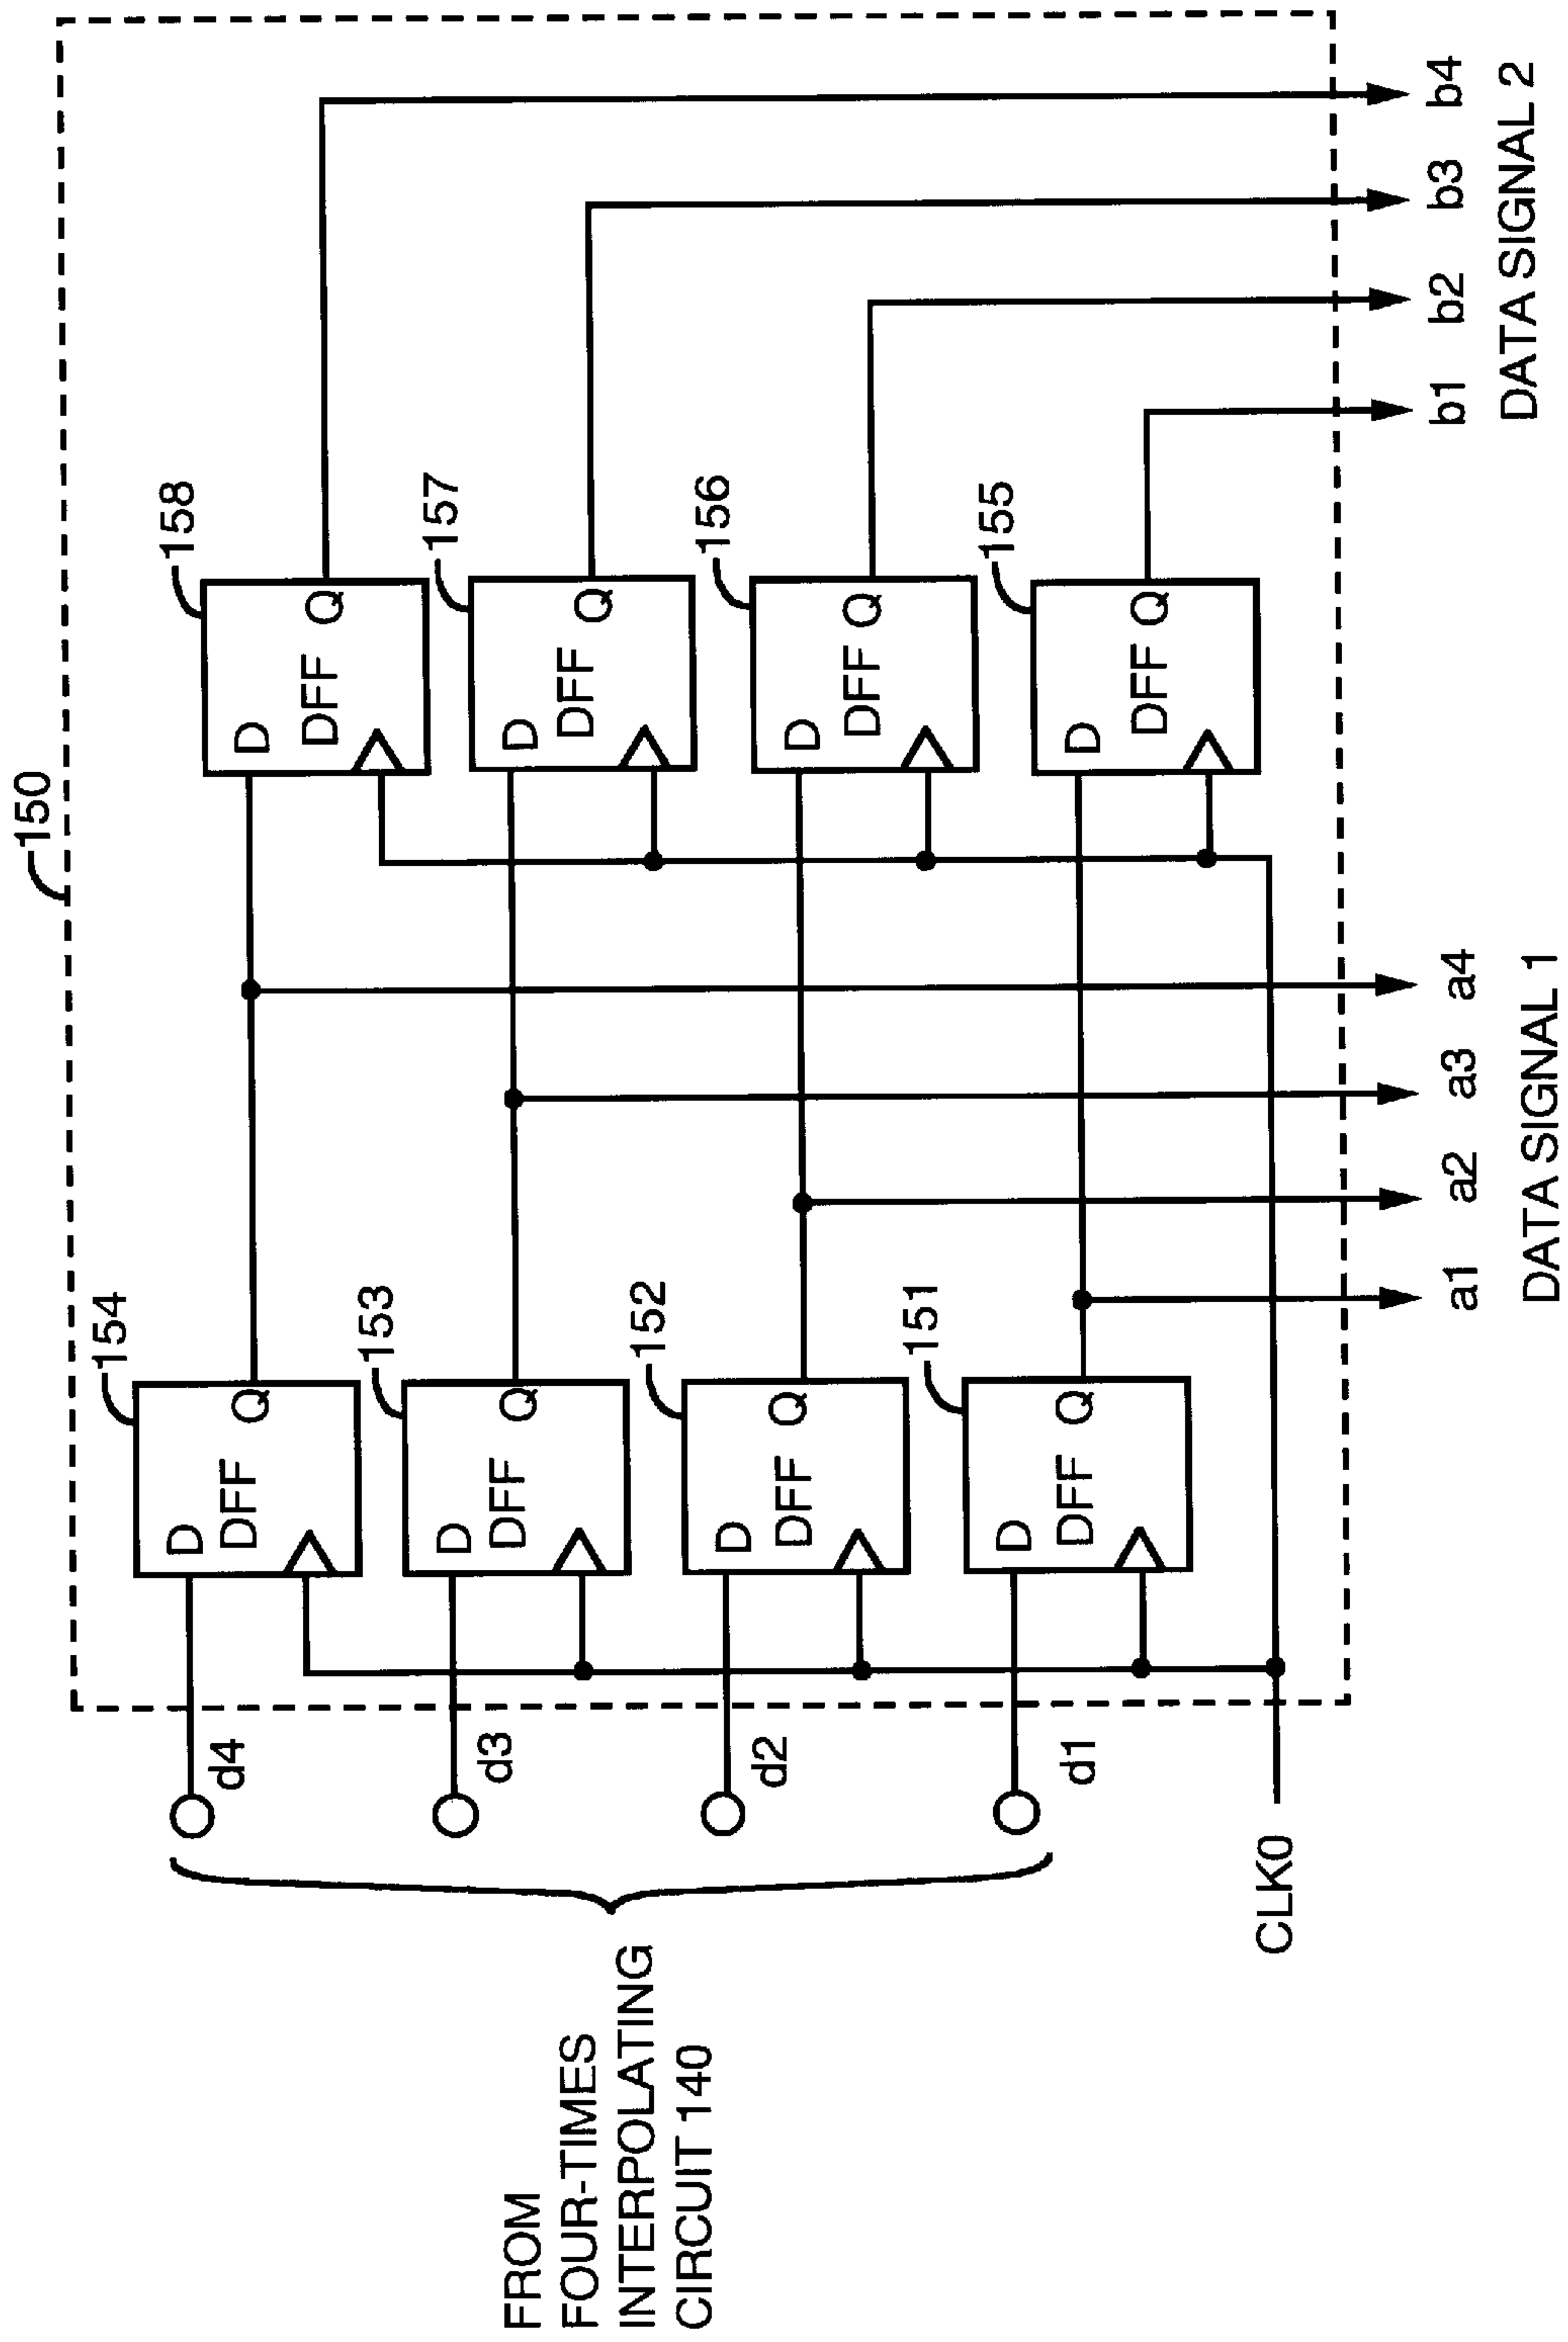 150
154
D
DFF
Q
158
D
DFF
Q
d4
153
D
DFF
Q
157
D
DFF
Q
d3
FROM
FOUR-TIMES
INTERPOLATING
CIRCUIT 140
152
D
DFF
Q
156
D
DFF
Q
d2
151
D
DFF
Q
155
D
DFF
Q
d1
CLK0
a1 a2 a3 a4
DATA SIGNAL 1
b1 b2 b3 b4
DATA SIGNAL 2